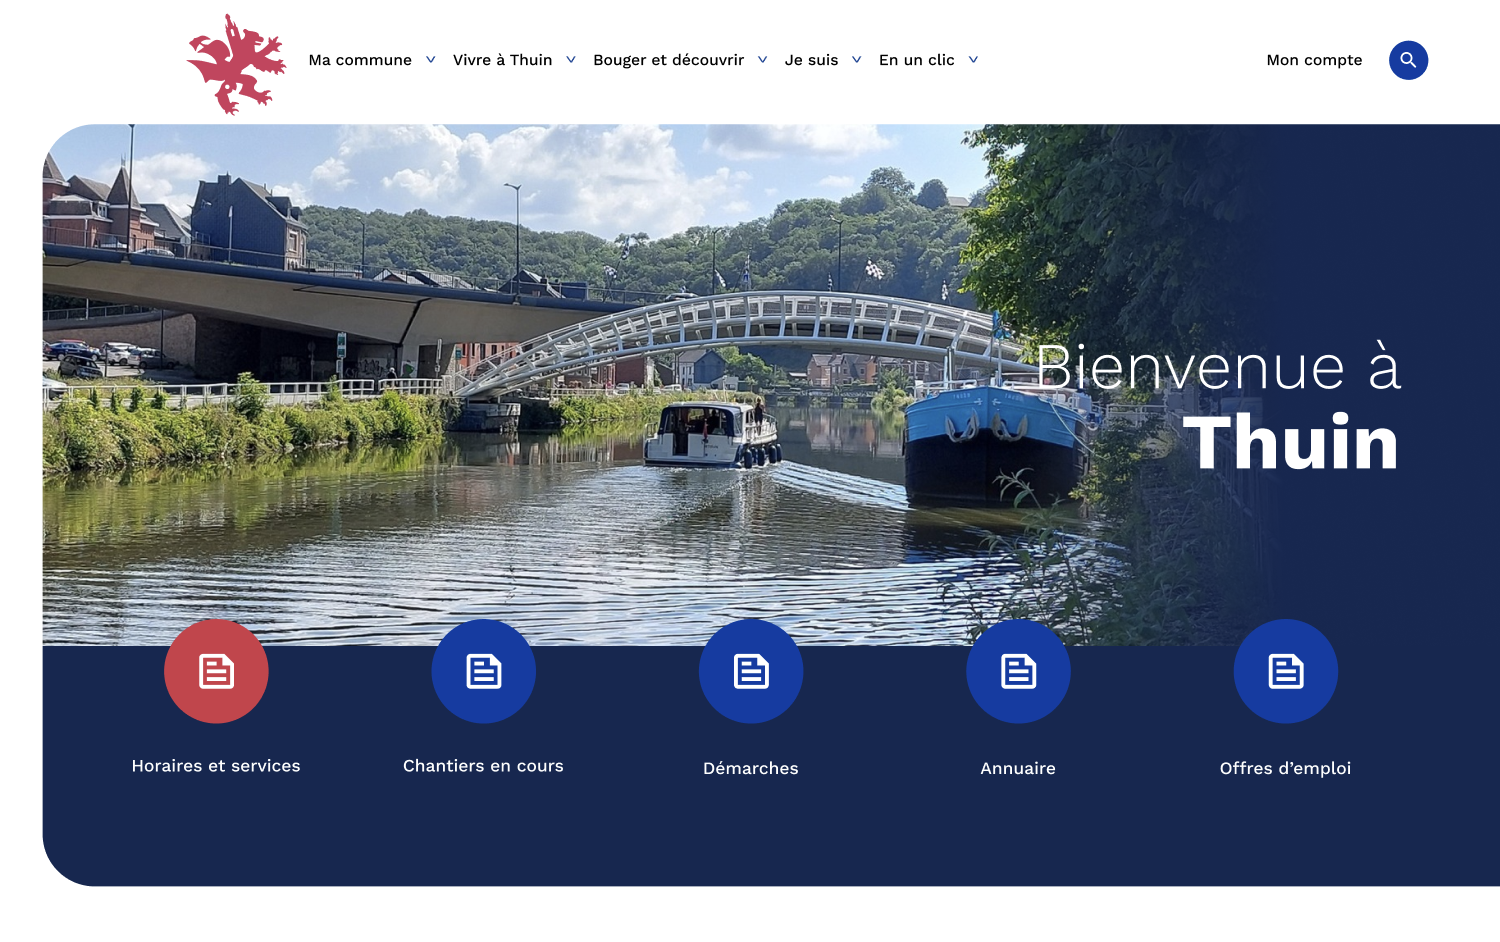 Ma commune Vivre à Thuin Bouger et découvrir Je suis En un clic Mon compte
Bienvenue à
Thuin
Horaires et services
Chantiers en cours
Démarches
Annuaire
Offres d’emploi